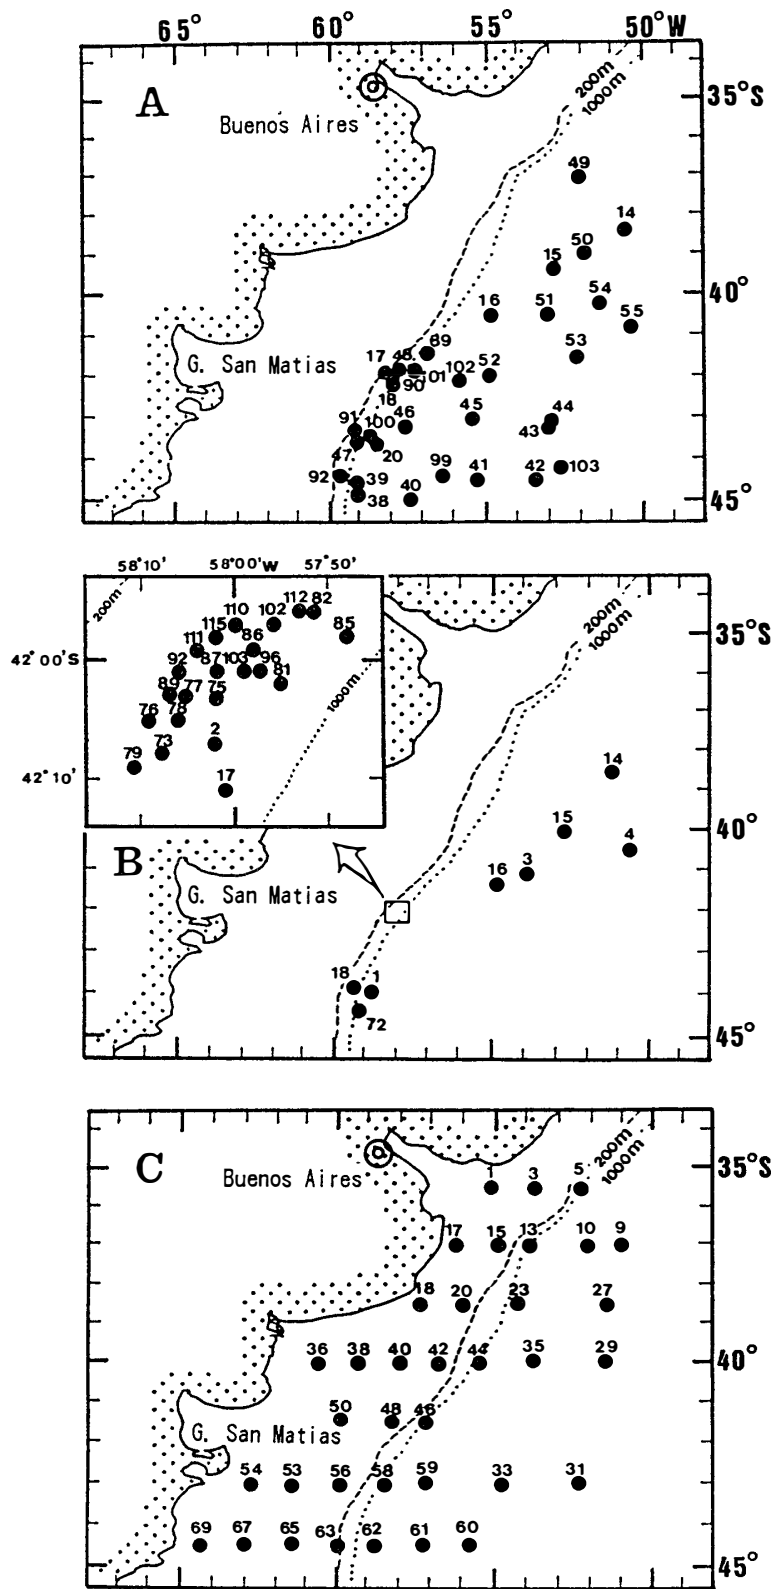 65° 60° 55° 50°W
A
200m
1000m
35°S
Buenos Aires
49
14
50
15
54
40°
16 51
55
89
53
17 48
G. San Matias
101 102 52
90
18
91 100 46 45 44
43
47 20
92 39 99 41 42 103
38 40
45°
58°10' 58°00'W 57°50'
200m
112 82
110 102
115 85
111 86
42°00'S
92 87 103 96 81
89 77 75
76 78
1000m
2
79 73
42°10'
17
200m
1000m
35°S
14
15
40°
4
B
3
16
G. San Matias
18 1
72
45°
C
200m
1000m
35°S
Buenos Aires
1 3 5
17 15 13 10 9
18 20 23 27
36 38 40 42 44 35 29
40°
50 48 46
G. San Matias
54 53 56 58 59 33 31
69 67 65 63 62 61 60
45°